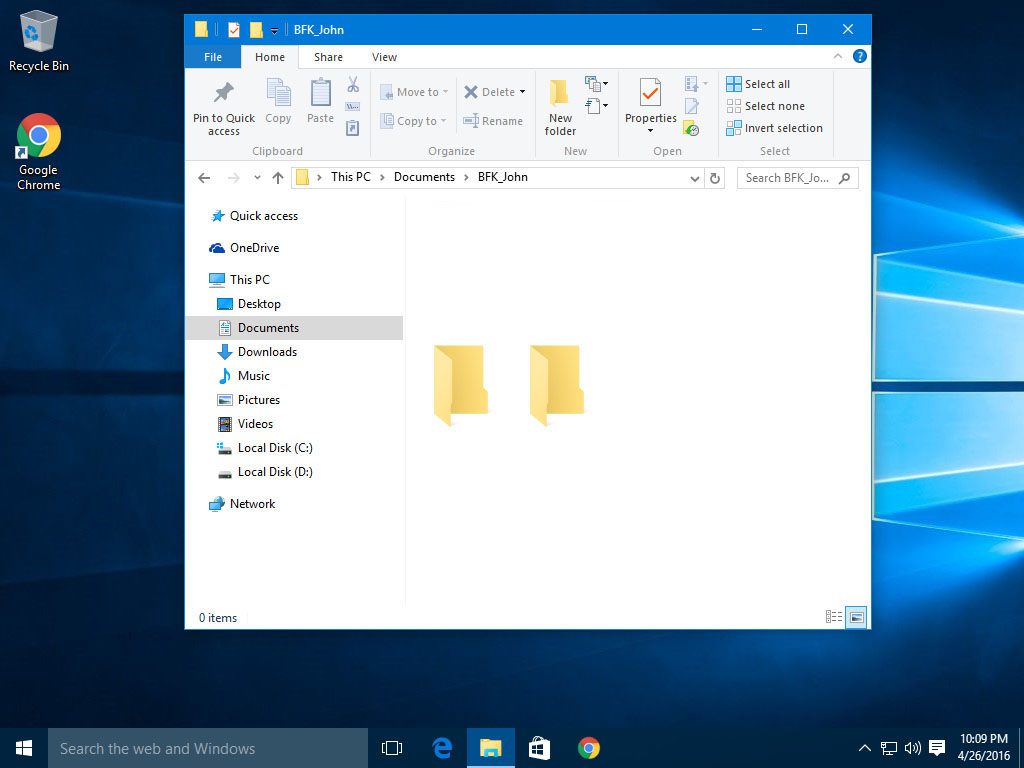 Recycle Bin
Google
Chrome
BFK_John
File Home Share View
Pin to Quick
access
Copy
Paste
Clipboard
Move to
Copy to
Delete
Rename
Organize
New
folder
New
Properties
Open
Select all
Select none
Invert selection
Select
This PC Documents BFK_John
Search BFK_Jo...
Quick access
OneDrive
This PC
Desktop
Documents
Downloads
Music
Pictures
Videos
Local Disk (C:)
Local Disk (D:)
Network
0 items
Search the web and Windows
10:09 PM
4/26/2016